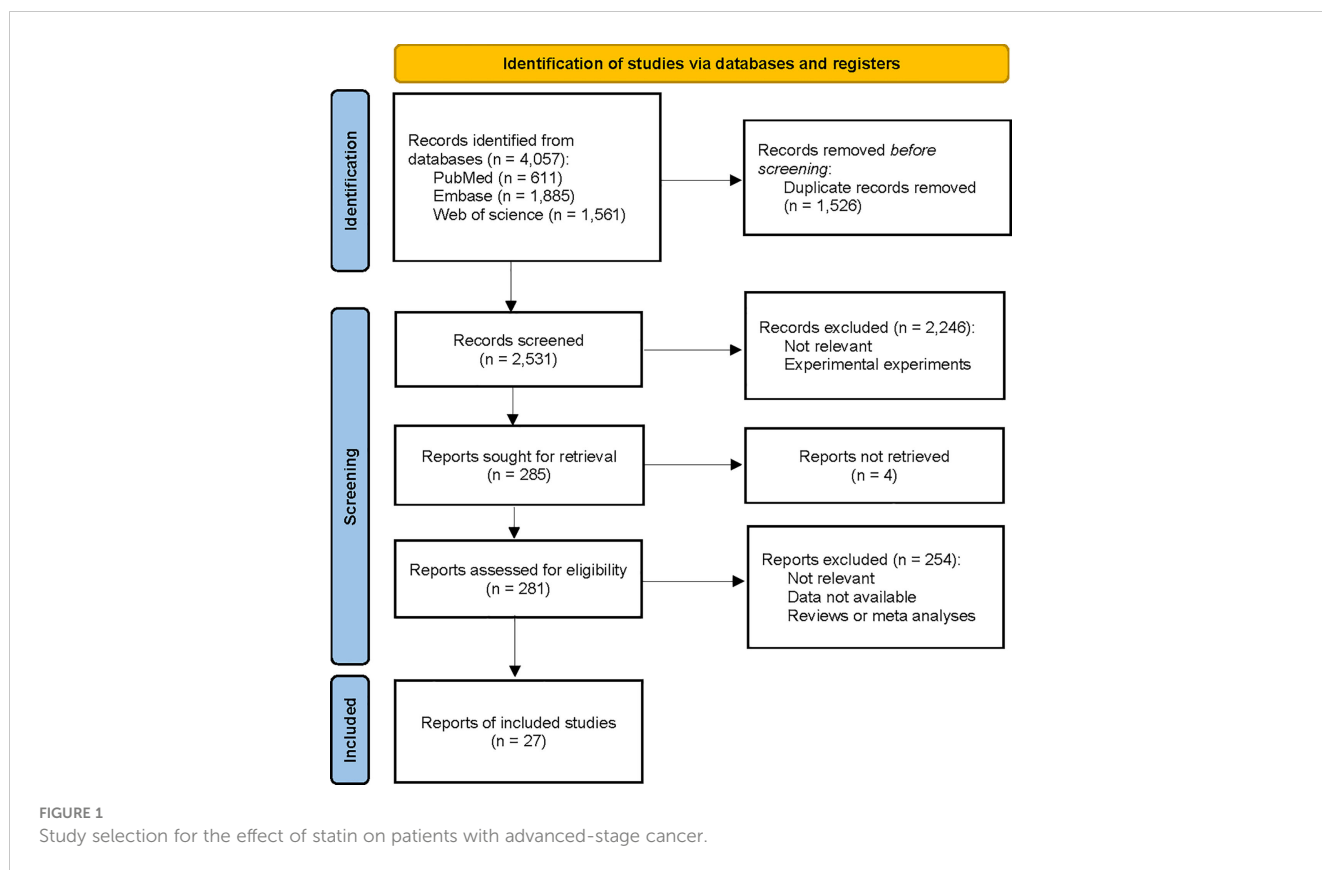 Identification of studies via databases and registers
Identification
Records identified from
databases (n = 4,057):
PubMed (n = 611)
Embase (n = 1,885)
Web of science (n = 1,561)
Records removed before
screening:
Duplicate records removed
(n = 1,526)
Screening
Records screened
(n = 2,531)
Records excluded (n = 2,246):
Not relevant
Experimental experiments
Reports sought for retrieval
(n = 285)
Reports not retrieved
(n = 4)
Reports assessed for eligibility
(n = 281)
Reports excluded (n = 254):
Not relevant
Data not available
Reviews or meta analyses
Included
Reports of included studies
(n = 27)
FIGURE 1
Study selection for the effect of statin on patients with advanced-stage cancer.